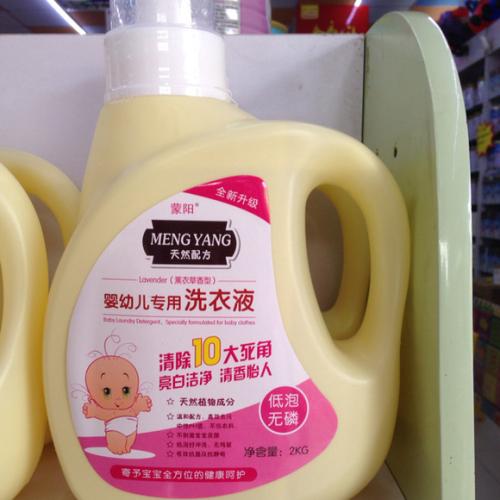 全新升级
蒙阳®
MENG YANG
天然配方
Lavender（薰衣草香型）
婴幼儿专用洗衣液
Baby Laundry Detergent, Specially formulated for baby clothes
清除10大死角
亮白洁净 清香怡人
☆ 天然植物成分
低泡
无磷
净含量: 2KG
寄予宝宝全方位的健康呵护